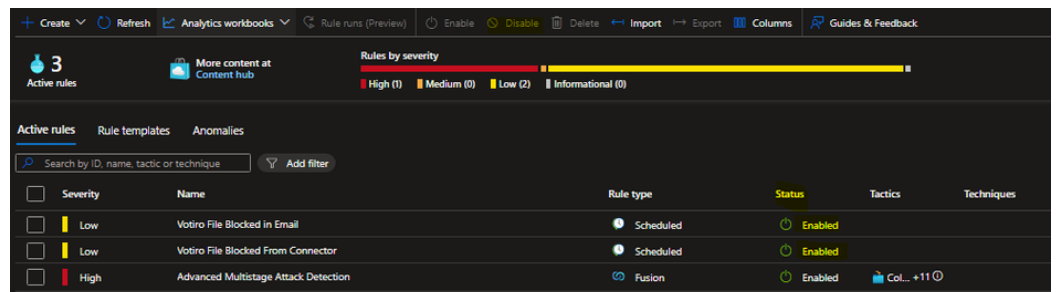 Create Refresh Analytics workbooks Rule runs (Preview) Enable Disable Delete Import Export Columns Guides & Feedback
3
Active rules
More content at
Content hub
Rules by severity
High (1) Medium (0) Low (2) Informational (0)
Active rules Rule templates Anomalies
Search by ID, name, tactic or technique Add filter
Severity Name Rule type Status Tactics Techniques
Low Votiro File Blocked in Email Scheduled Enabled
Low Votiro File Blocked From Connector Scheduled Enabled
High Advanced Multistage Attack Detection Fusion Enabled Col... +11